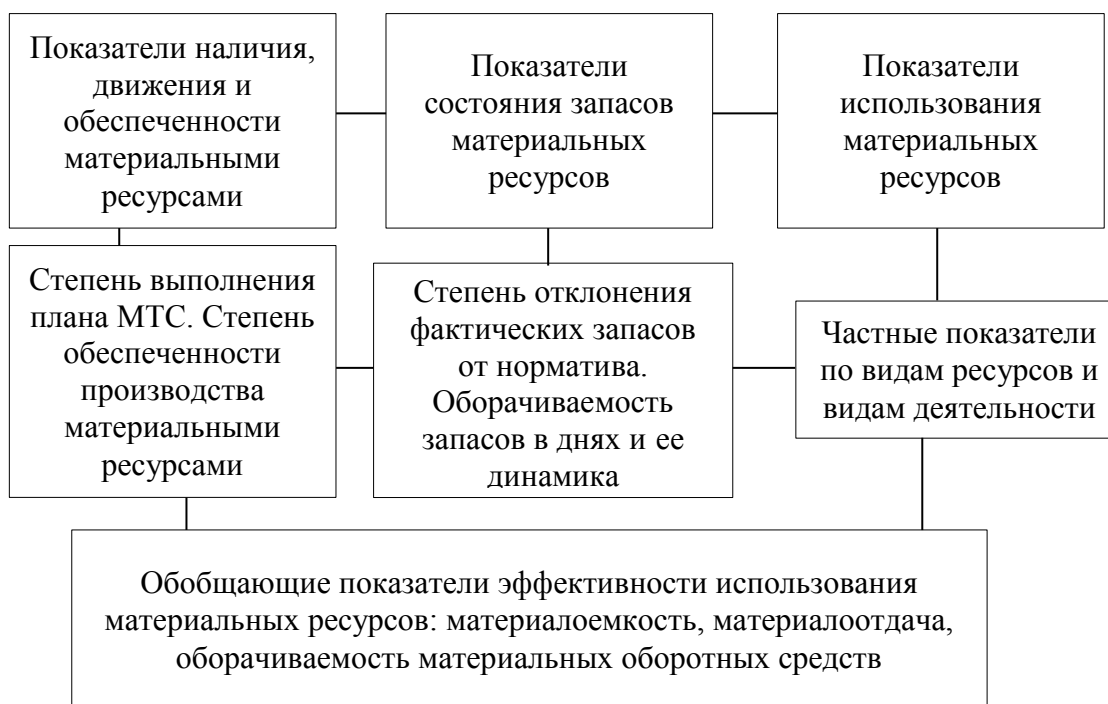 Показатели наличия,
движения и
обеспеченности
материальными
ресурсами
Показатели
состояния запасов
материальных
ресурсов
Показатели
использования
материальных
ресурсов
Степень выполнения
плана МТС. Степень
обеспеченности
производства
материальными
ресурсами
Степень отклонения
фактических запасов
от норматива.
Оборачиваемость
запасов в днях и ее
динамика
Частные показатели
по видам ресурсов и
видам деятельности
Обобщающие показатели эффективности использования
материальных ресурсов: материалоемкость, материалоотдача,
оборачиваемость материальных оборотных средств